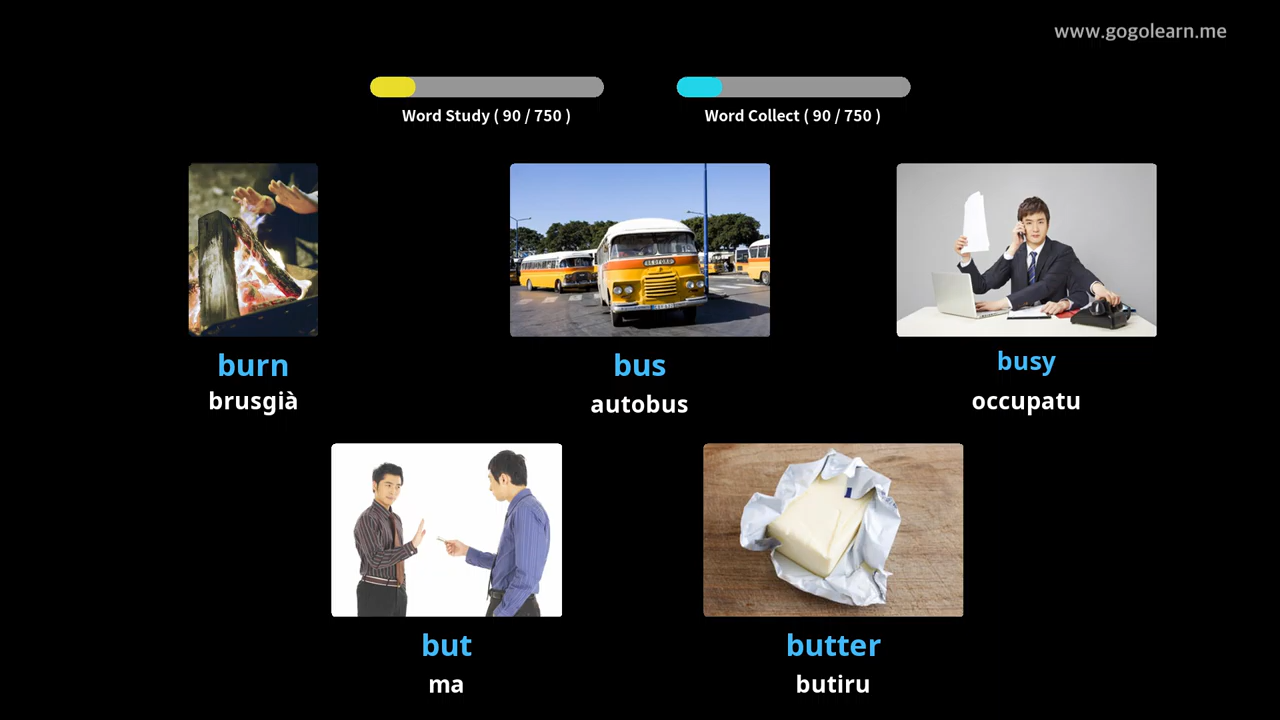 www.gogolearn.me
Word Study ( 90 / 750 )
Word Collect ( 90 / 750 )
BEDFORD
burn
brusgià
bus
autobus
busy
occupatu
but
ma
butter
butiru